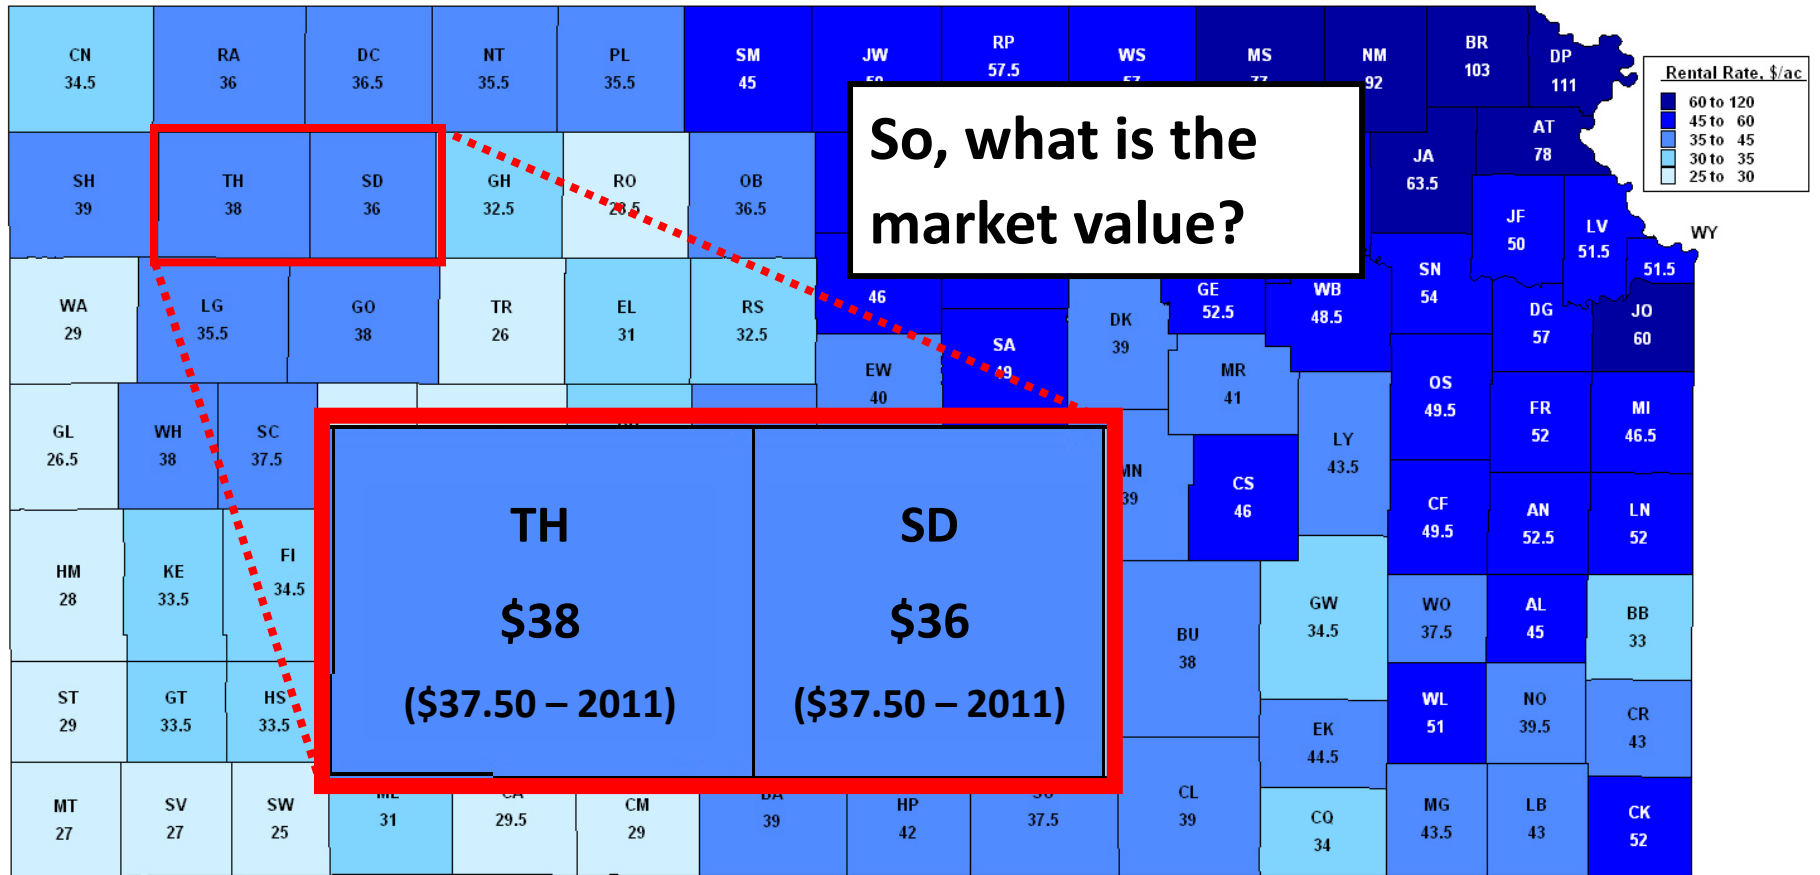 CN
34.5
RA
36
DC
36.5
NT
35.5
PL
35.5
SM
45
JW
RP
57.5
WS
MS
NM
92
BR
103
DP
111
Rental Rate, $/ac
60 to 120
45 to 60
35 to 45
30 to 35
25 to 30
So, what is the
market value?
SH
39
TH
38
SD
36
GH
32.5
RO
28.5
OB
36.5
JA
63.5
AT
78
JF
50
LV
51.5
WY
51.5
WA
29
LG
35.5
GO
38
TR
26
EL
31
RS
32.5
46
SA
49
DK
39
GE
52.5
WB
48.5
SN
54
DG
57
JO
60
EW
40
MR
41
OS
49.5
FR
52
MI
46.5
GL
26.5
WH
38
SC
37.5
MN
39
CS
46
LY
43.5
CF
49.5
AN
52.5
LN
52
TH
$38
($37.50 – 2011)
SD
$36
($37.50 – 2011)
HM
28
KE
33.5
FI
34.5
BU
38
GW
34.5
WO
37.5
AL
45
BB
33
ST
29
GT
33.5
HS
33.5
EK
44.5
WL
51
NO
39.5
CR
43
MT
27
SV
27
SW
25
31
29.5
CM
29
39
HP
42
37.5
CL
39
CQ
34
MG
43.5
LB
43
CK
52